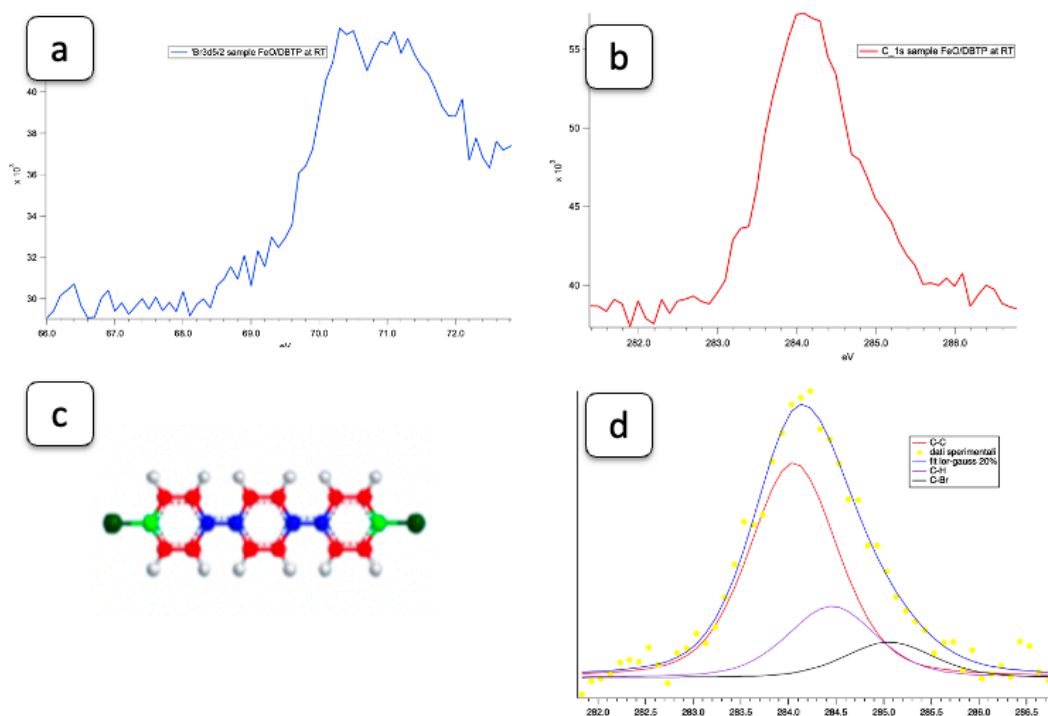 a
'Br3d5/2 sample FeO/DBTP at RT
x 10³
40
38
36
34
32
30
66.0 67.0 68.0 69.0 70.0 71.0 72.0
eV
b
C_1s sample FeO/DBTP at RT
x 10³
55
50
45
40
282.0 283.0 284.0 285.0 286.0
eV
c
d
C-C
dati sperimentali
fit lor-gauss 20%
C-H
C-Br
282.0 282.5 283.0 283.5 284.0 284.5 285.0 285.5 286.0 286.5